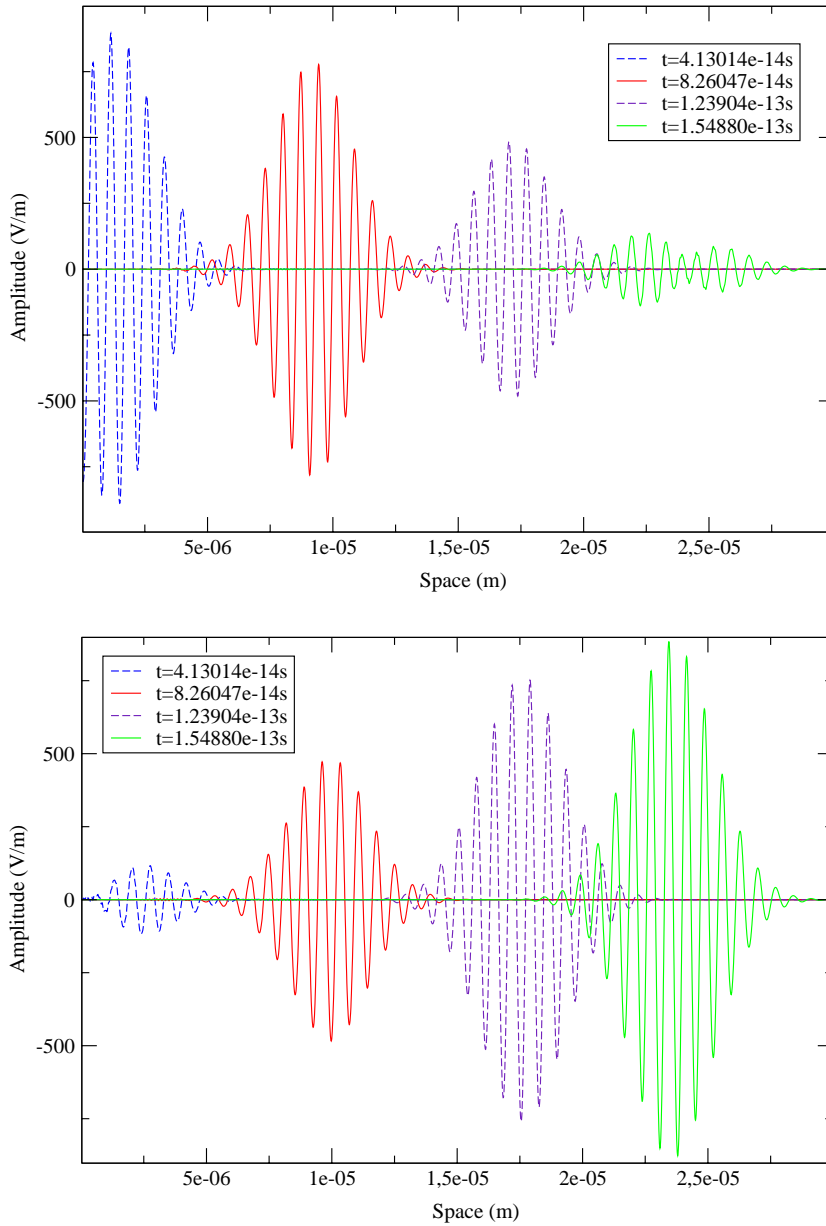 t=4.13014e-14s
t=8.26047e-14s
t=1.23904e-13s
t=1.54880e-13s
500
0
-500
Amplitude (V/m)
5e-06 1e-05 1,5e-05 2e-05 2,5e-05
Space (m)
t=4.13014e-14s
t=8.26047e-14s
t=1.23904e-13s
t=1.54880e-13s
500
0
-500
Amplitude (V/m)
5e-06 1e-05 1,5e-05 2e-05 2,5e-05
Space (m)